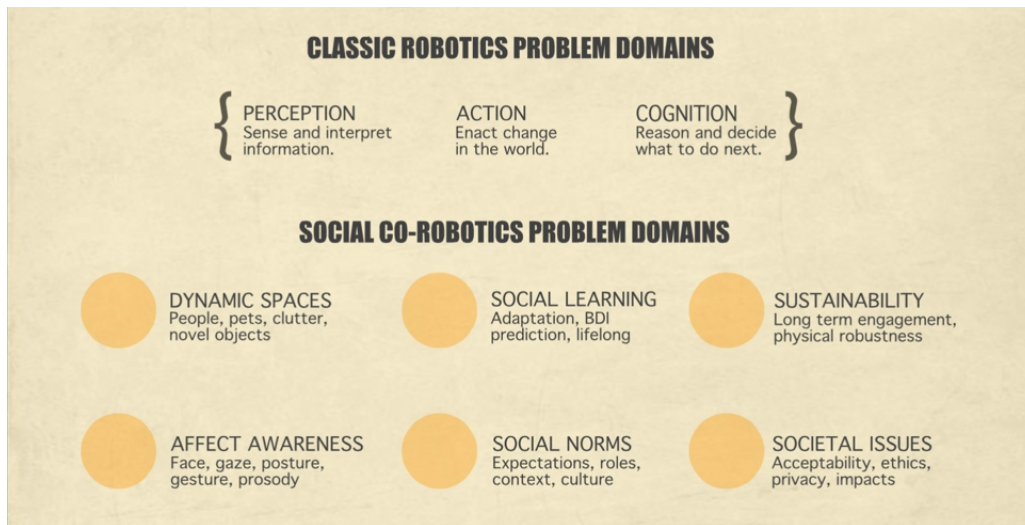 CLASSIC ROBOTICS PROBLEM DOMAINS
PERCEPTION
Sense and interpret
information.
ACTION
Enact change
in the world.
COGNITION
Reason and decide
what to do next.
SOCIAL CO-ROBOTICS PROBLEM DOMAINS
DYNAMIC SPACES
People, pets, clutter,
novel objects
SOCIAL LEARNING
Adaptation, BDI
prediction, lifelong
SUSTAINABILITY
Long term engagement,
physical robustness
AFFECT AWARENESS
Face, gaze, posture,
gesture, prosody
SOCIAL NORMS
Expectations, roles,
context, culture
SOCIETAL ISSUES
Acceptability, ethics,
privacy, impacts